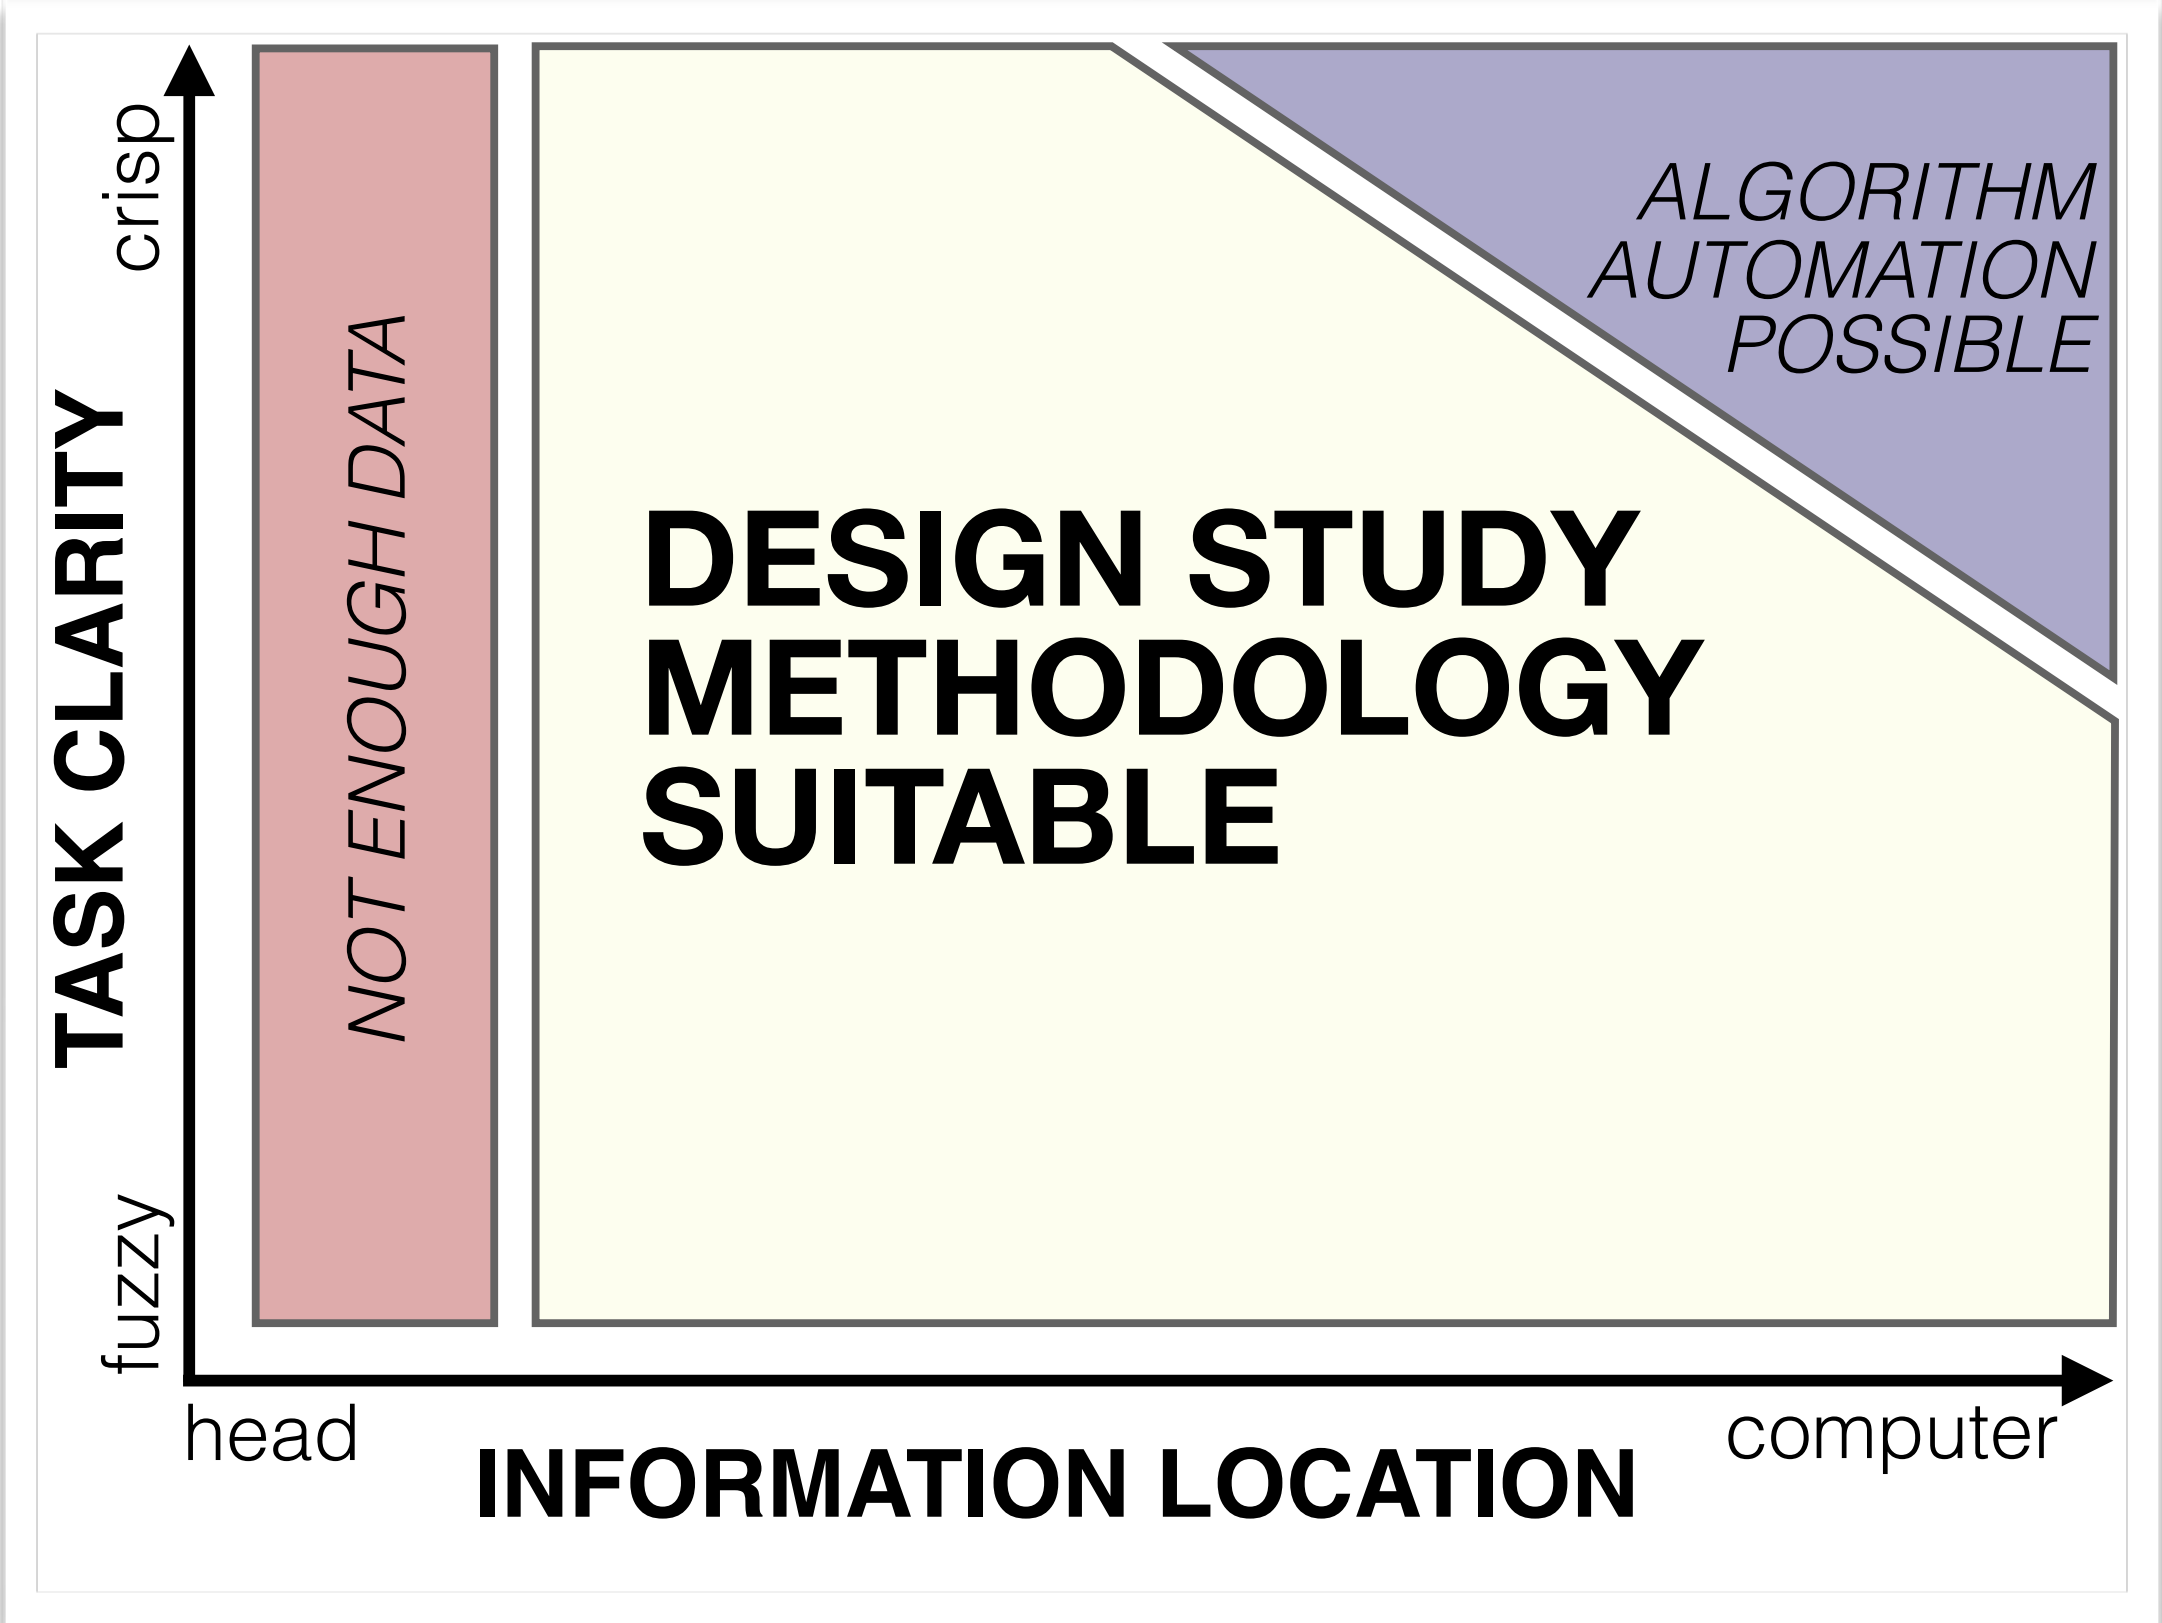 TASK CLARITY
crisp
fuzzy
NOT ENOUGH DATA
ALGORITHM
AUTOMATION
POSSIBLE
DESIGN STUDY
METHODOLOGY
SUITABLE
head
computer
INFORMATION LOCATION